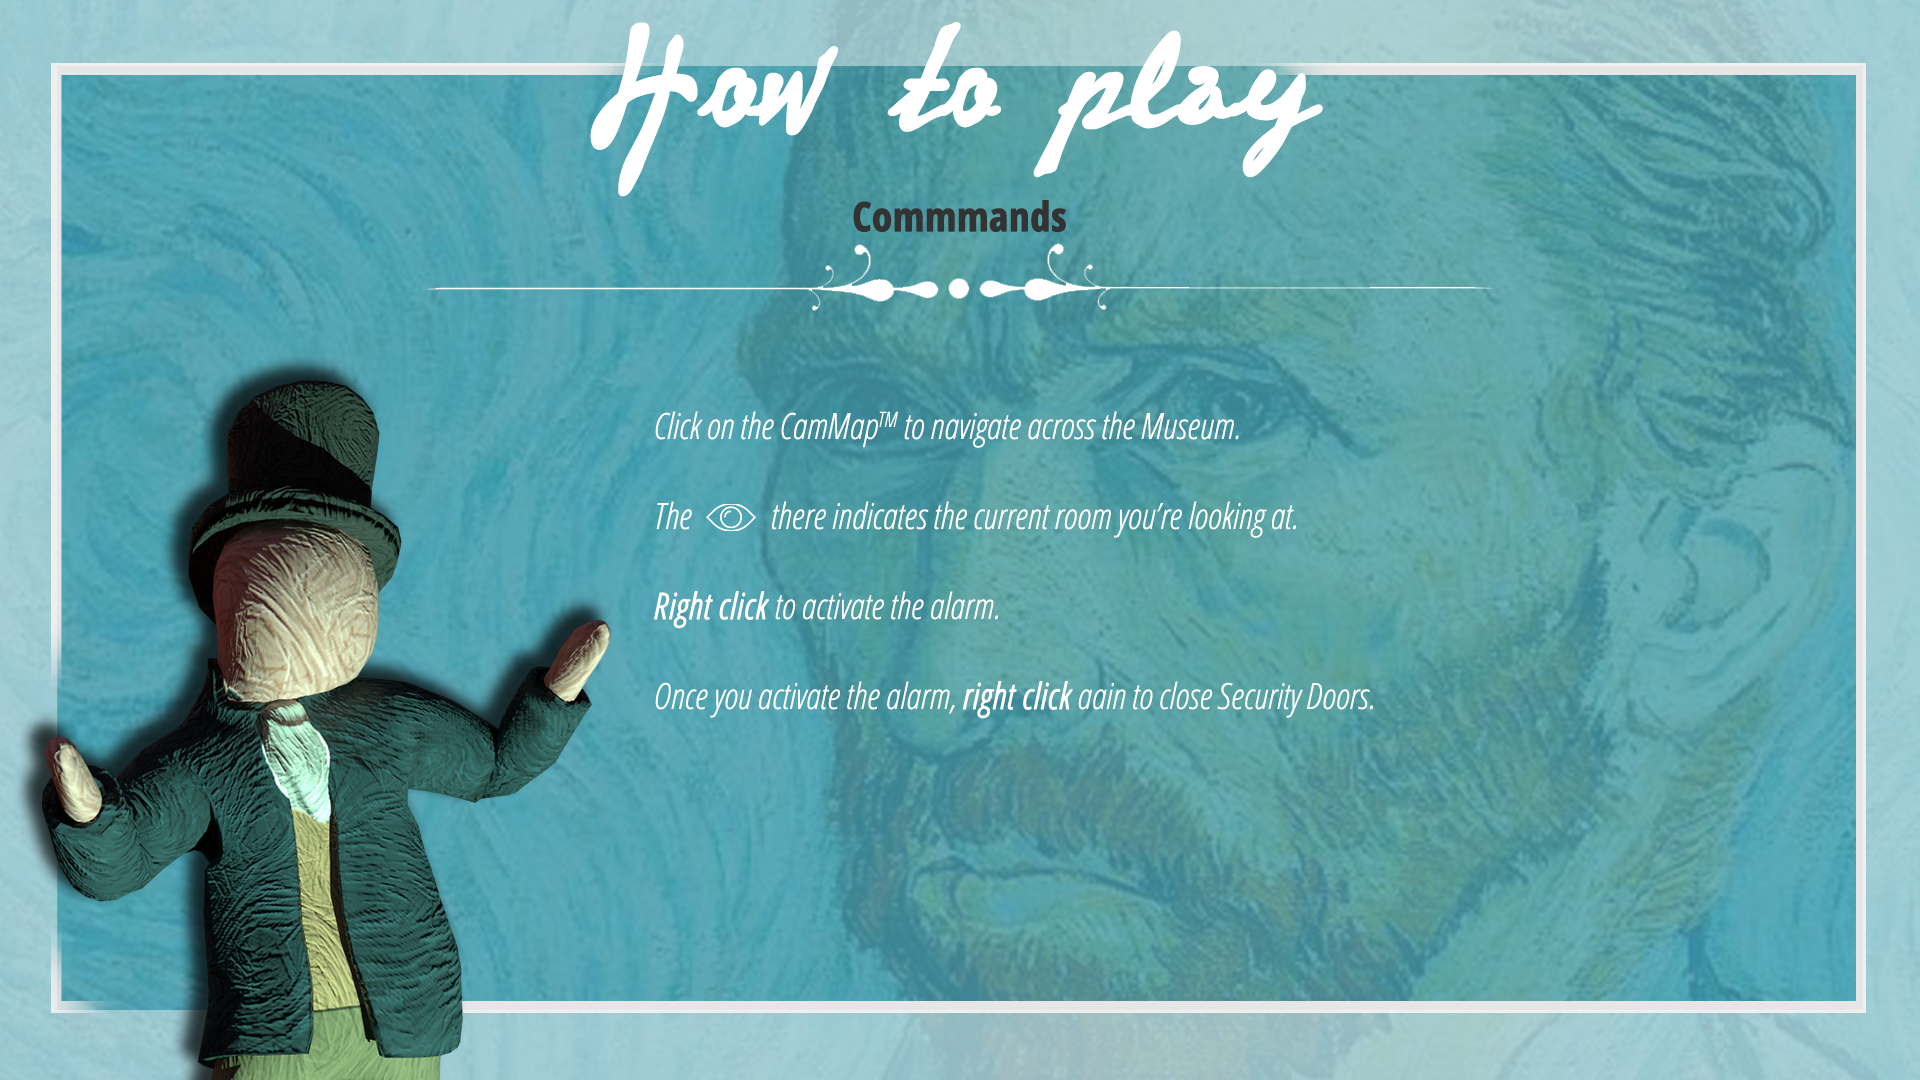 How to play
Commmands
Click on the CamMap™ to navigate across the Museum.
The there indicates the current room you're looking at.
Right click to activate the alarm.
Once you activate the alarm, right click aain to close Security Doors.